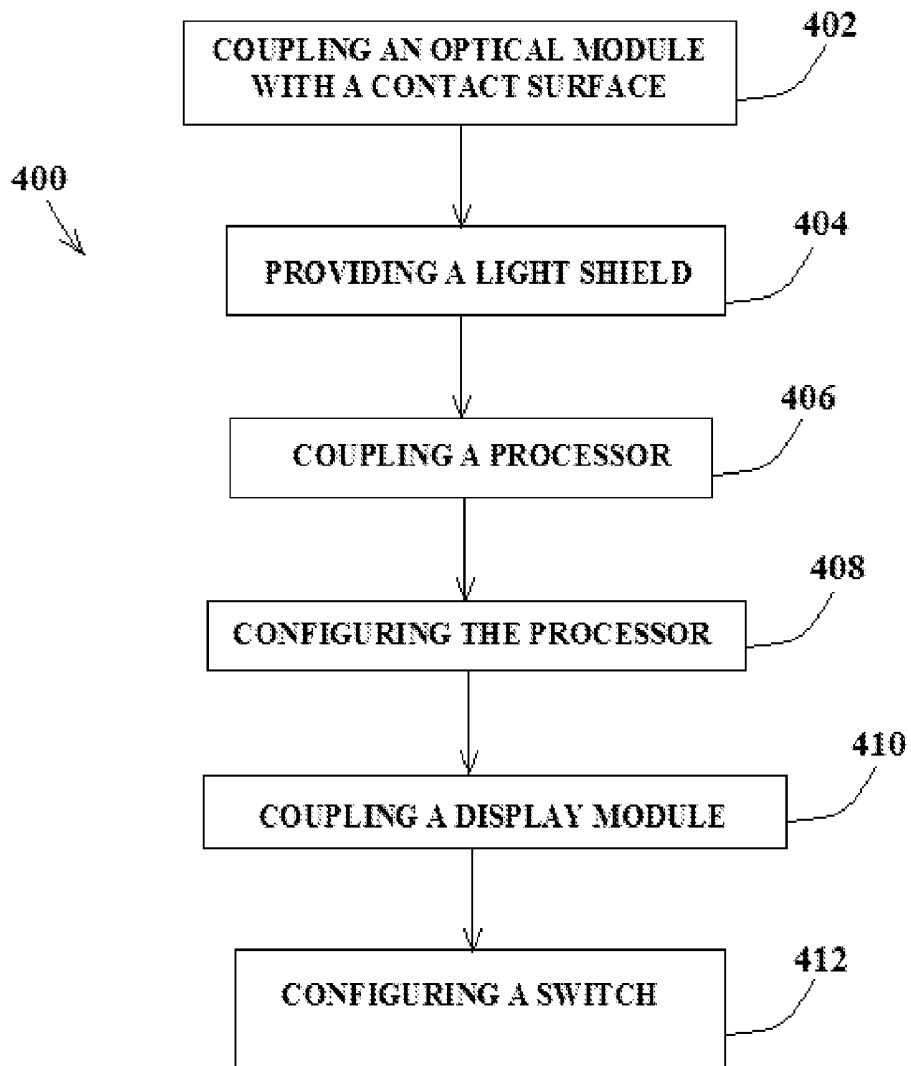 COUPLING AN OPTICAL MODULE
WITH A CONTACT SURFACE
402
400
404
PROVIDING A LIGHT SHIELD
406
COUPLING A PROCESSOR
408
CONFIGURING THE PROCESSOR
410
COUPLING A DISPLAY MODULE
412
CONFIGURING A SWITCH